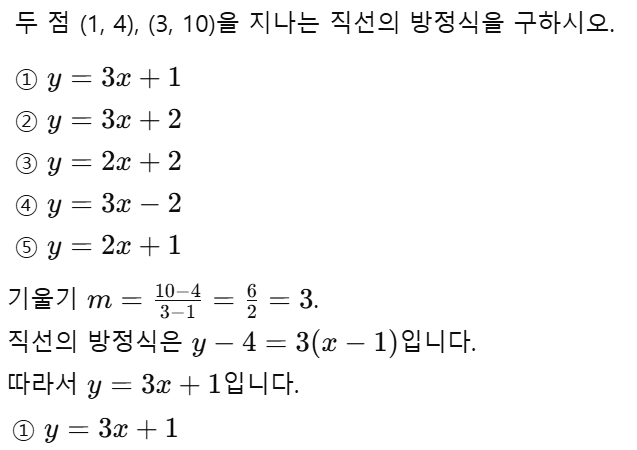 두 점 (1, 4), (3, 10)을 지나는 직선의 방정식을 구하시오.
① y = 3x + 1
② y = 3x + 2
③ y = 2x + 2
④ y = 3x − 2
⑤ y = 2x + 1
기울기 m = \frac{10−4}{3−1} = \frac{6}{2} = 3.
직선의 방정식은 y − 4 = 3(x − 1)입니다.
따라서 y = 3x + 1입니다.
① y = 3x + 1